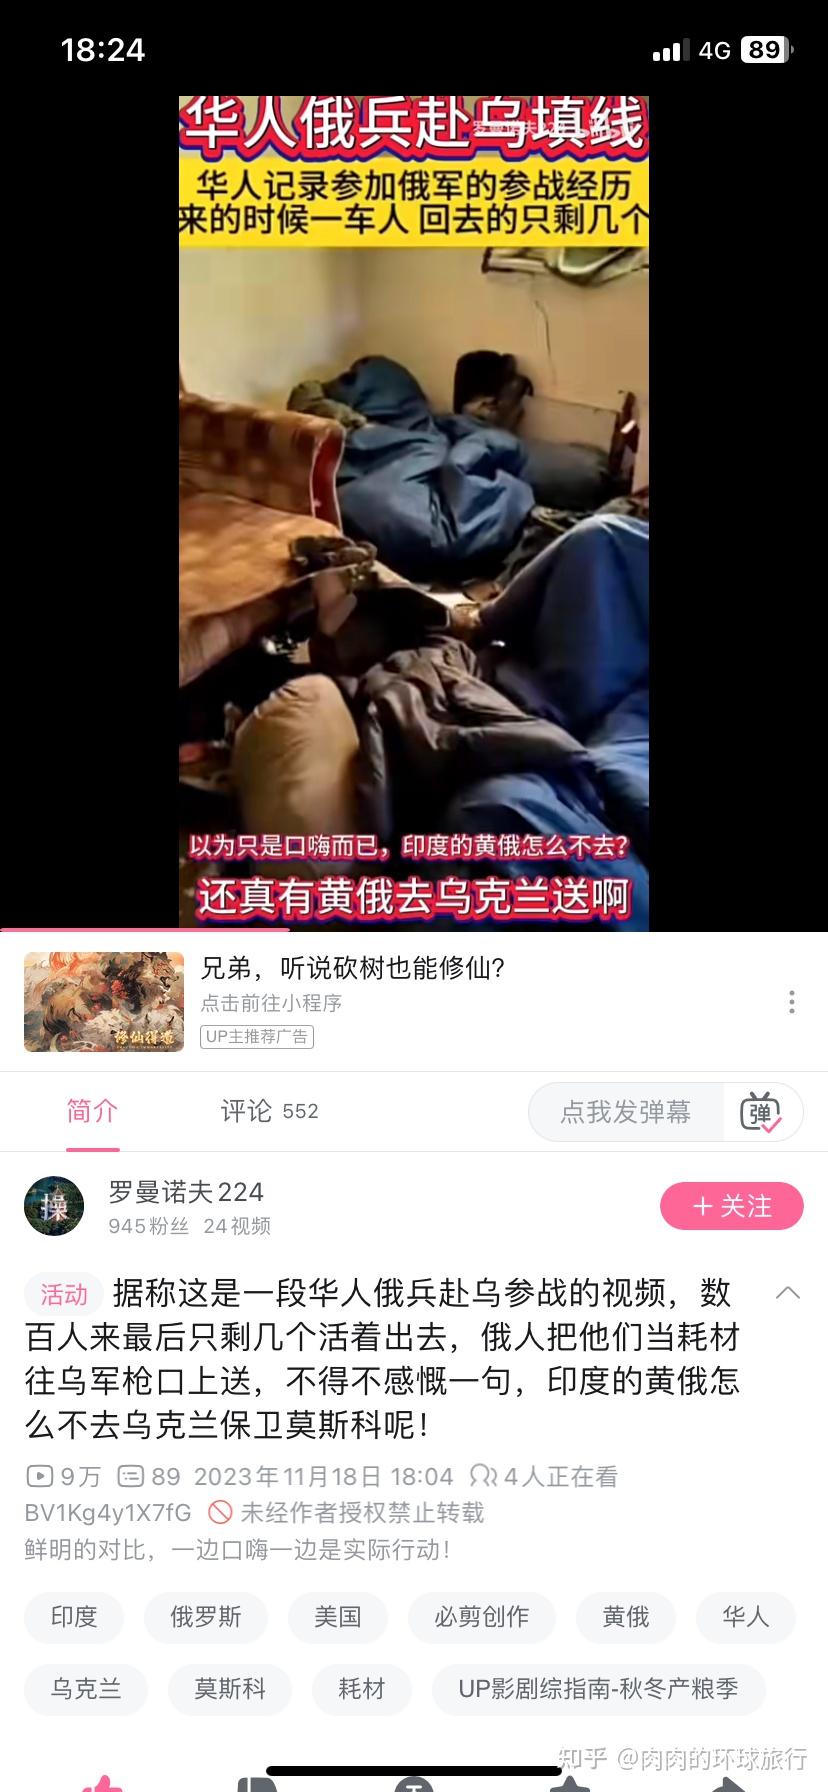 18:24
4G 89
华人俄兵赴乌填线
华人记录参加俄军的参战经历
来的时候一车人 回去的只剩几个
以为只是口嗨而已，印度的黄俄怎么不去？
还真有黄俄去乌克兰送啊
兄弟，听说砍树也能修仙?
修仙得道
点击前往小程序
UP主推荐广告
简介
评论 552
点我发弹幕
弹
操
罗曼诺夫224
945粉丝 24视频
+ 关注
活动 据称这是一段华人俄兵赴乌参战的视频，数
百人来最后只剩几个活着出去，俄人把他们当耗材
往乌军枪口上送，不得不感慨一句，印度的黄俄怎
么不去乌克兰保卫莫斯科呢！
9万 89 2023年11月18日 18:04 4人正在看
BV1Kg4y1X7fG 未经作者授权禁止转载
鲜明的对比，一边口嗨一边是实际行动！
印度 俄罗斯 美国 必剪创作 黄俄 华人
乌克兰 莫斯科 耗材 UP影剧综指南-秋冬产粮季
知乎 @肉肉的环球旅行